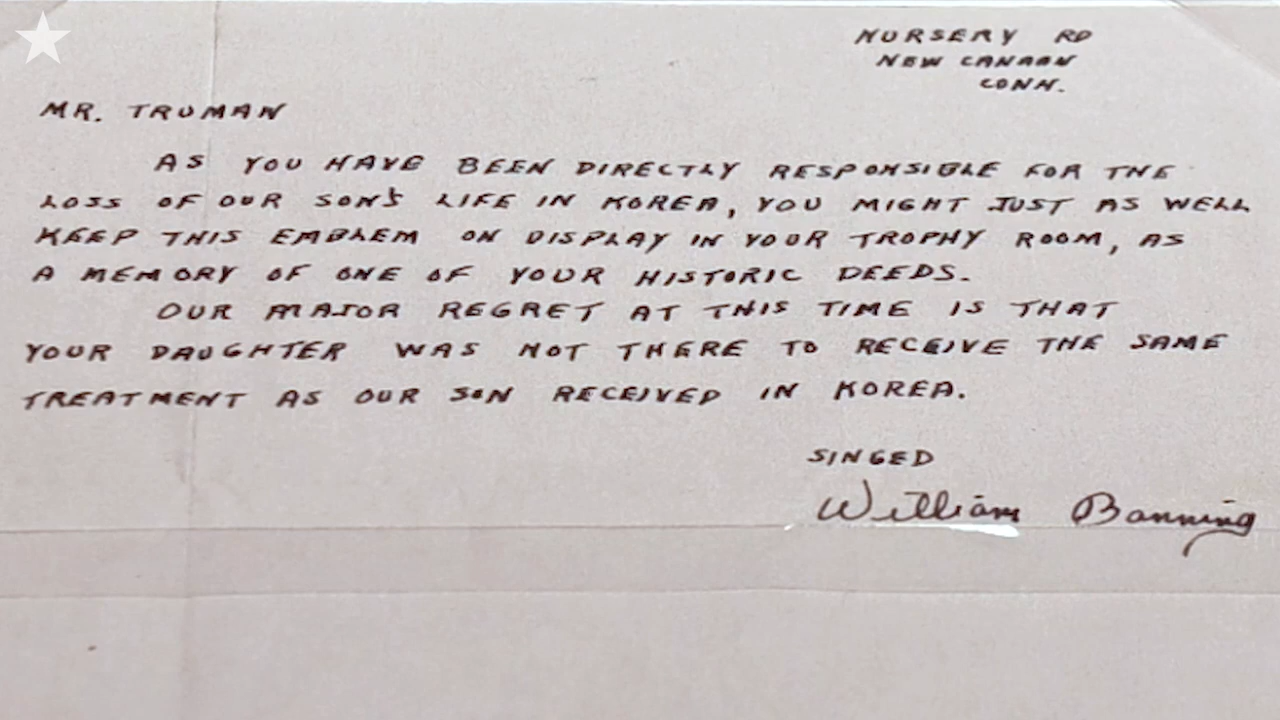 NURSERY RD
NEW CANAAN
CONN.
MR. TRUMAN
AS YOU HAVE BEEN DIRECTLY RESPONSIBLE FOR THE
LOSS OF OUR SON'S LIFE IN KOREA, YOU MIGHT JUST AS WELL
KEEP THIS EMBLEM ON DISPLAY IN YOUR TROPHY ROOM, AS
A MEMORY OF ONE OF YOUR HISTORIC DEEDS.
OUR MAJOR REGRET AT THIS TIME IS THAT
YOUR DAUGHTER WAS NOT THERE TO RECEIVE THE SAME
TREATMENT AS OUR SON RECEIVED IN KOREA.
SINGED
William Banning